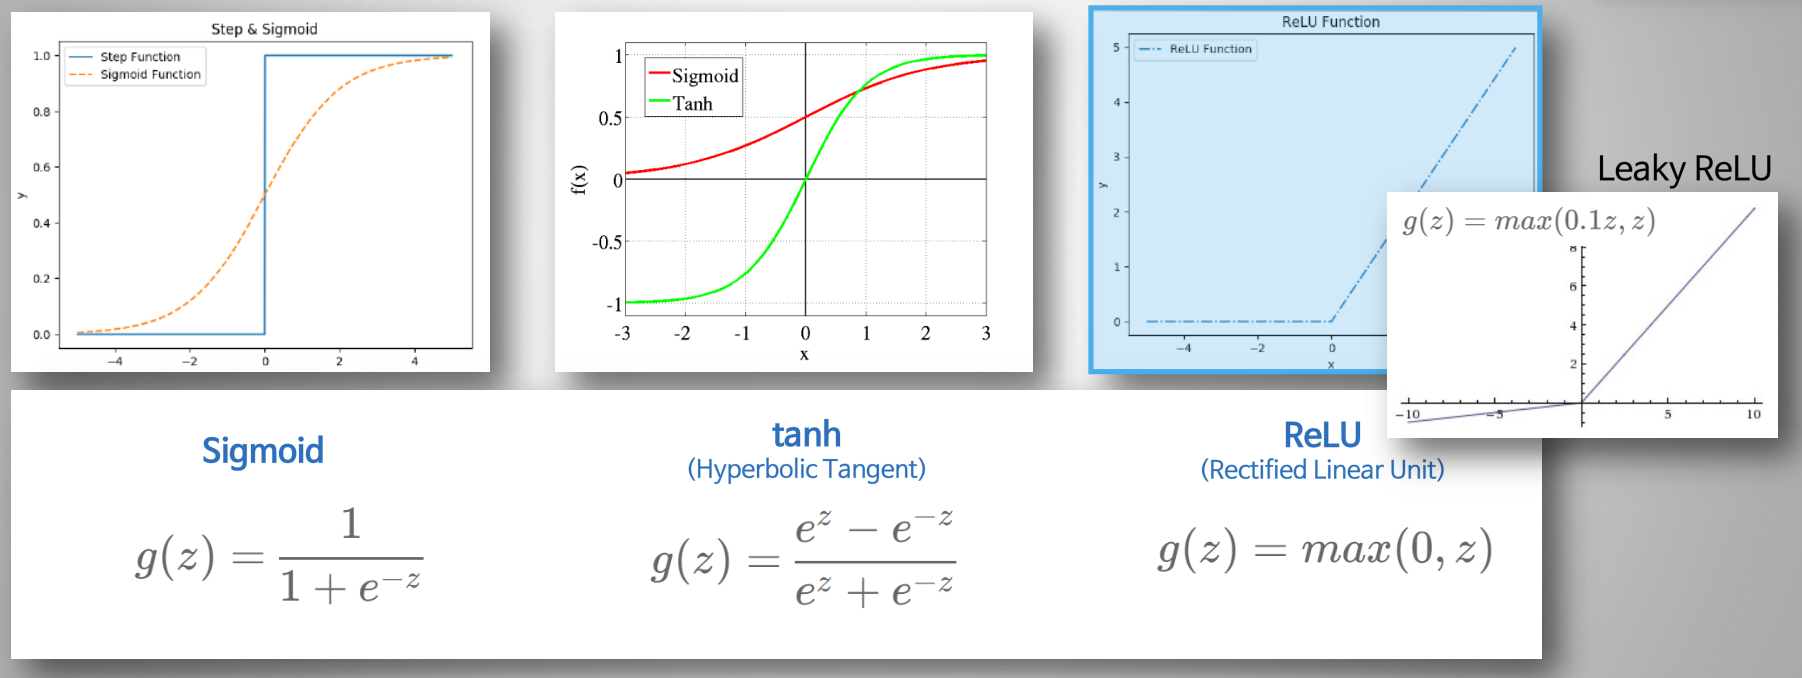 Step & Sigmoid
Step Function
Sigmoid Function
1.0
0.8
0.6
0.4
0.2
0.0
y
−4
−2
0
2
4
Sigmoid
Tanh
1
0.5
0
-0.5
-1
f(x)
-3
-2
-1
0
1
2
3
x
ReLU Function
ReLU Function
5
4
3
2
1
0
y
−4
−2
0
x
Leaky ReLU
g(z) = max(0.1z, z)
8
6
4
2
−10
−5
5
10
Sigmoid
g(z) = 1 / (1 + e^{−z})
tanh
(Hyperbolic Tangent)
g(z) = (e^z − e^{−z}) / (e^z + e^{−z})
ReLU
(Rectified Linear Unit)
g(z) = max(0, z)